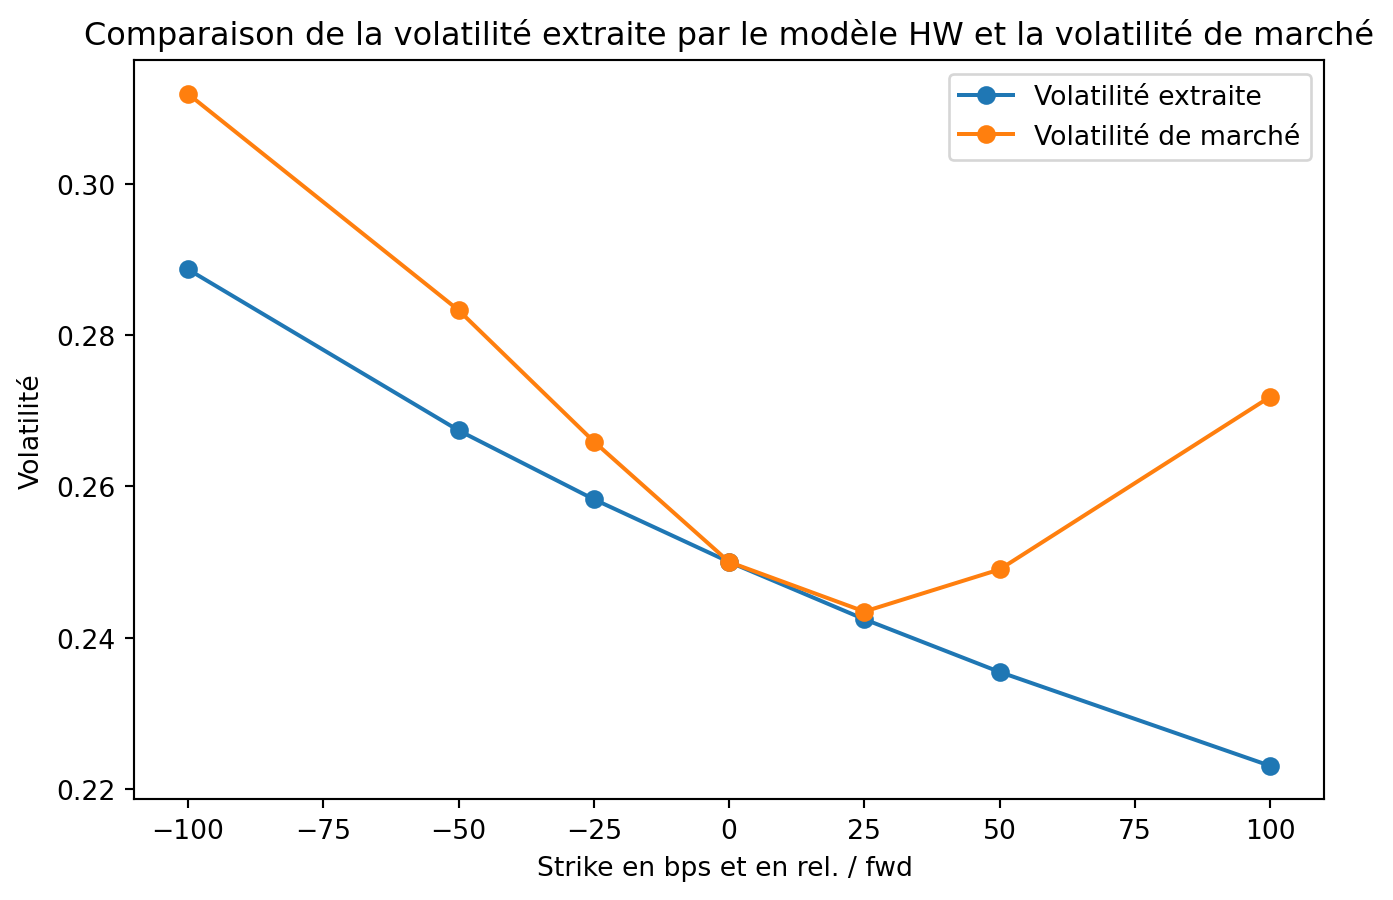 Comparaison de la volatilité extraite par le modèle HW et la volatilité de marché
Volatilité extraite
Volatilité de marché
0.30
0.28
0.26
0.24
0.22
Volatilité
−100
−75
−50
−25
0
25
50
75
100
Strike en bps et en rel. / fwd